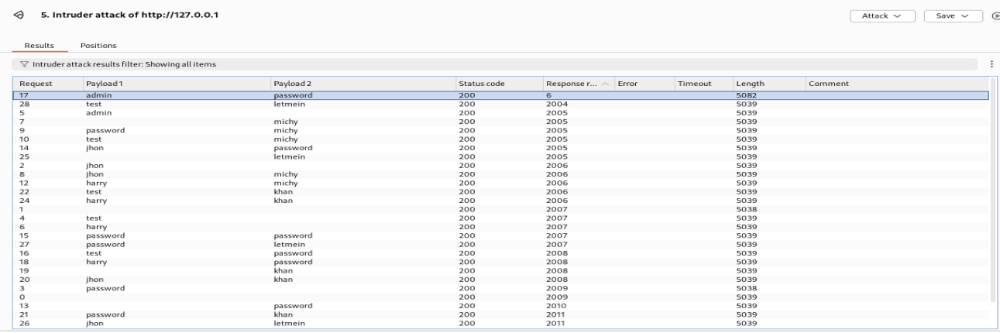 5. Intruder attack of http://127.0.0.1 Attack Save
Results Positions
Intruder attack results filter: Showing all items
Request Payload 1 Payload 2 Status code Response r... Error Timeout Length Comment
17 admin password 200 6 5082
28 test letmein 200 2004 5039
5 admin 200 2005 5039
7 michy 200 2005 5039
9 password michy 200 2005 5039
10 test michy 200 2005 5039
14 jhon password 200 2005 5039
25 letmein 200 2005 5039
2 jhon 200 2006 5039
8 jhon michy 200 2006 5039
12 harry michy 200 2006 5039
22 test khan 200 2006 5039
24 harry khan 200 2006 5039
1 200 2007 5038
4 test 200 2007 5039
6 harry 200 2007 5039
15 password password 200 2007 5039
27 password letmein 200 2007 5039
16 test password 200 2008 5039
18 harry password 200 2008 5039
19 khan 200 2008 5039
20 jhon khan 200 2008 5039
3 password 200 2009 5038
0 200 2009 5039
13 password 200 2010 5039
21 password khan 200 2011 5039
26 jhon letmein 200 2011 5039